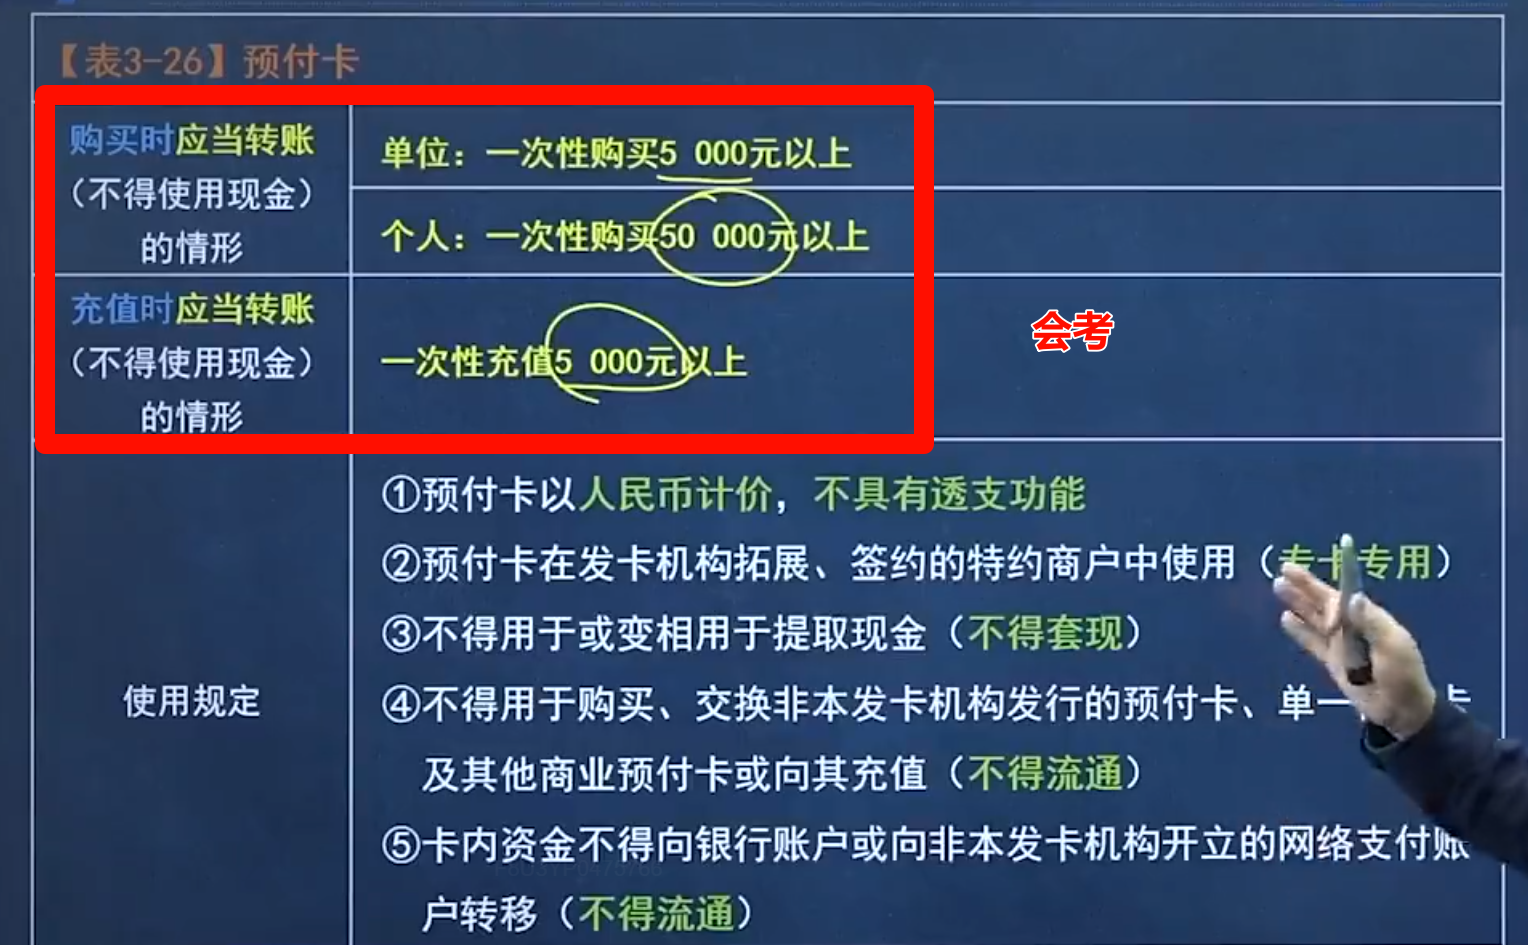 【表3-26】预付卡
购买时应当转账
（不得使用现金）
的情形
单位：一次性购买5 000元以上
个人：一次性购买50 000元以上
充值时应当转账
（不得使用现金）
的情形
一次性充值5 000元以上
会考
使用规定
①预付卡以人民币计价，不具有透支功能
②预付卡在发卡机构拓展、签约的特约商户中使用（专卡专用）
③不得用于或变相用于提取现金（不得套现）
④不得用于购买、交换非本发卡机构发行的预付卡、单一 卡
及其他商业预付卡或向其充值（不得流通）
⑤卡内资金不得向银行账户或向非本发卡机构开立的网络支付账
户转移（不得流通）